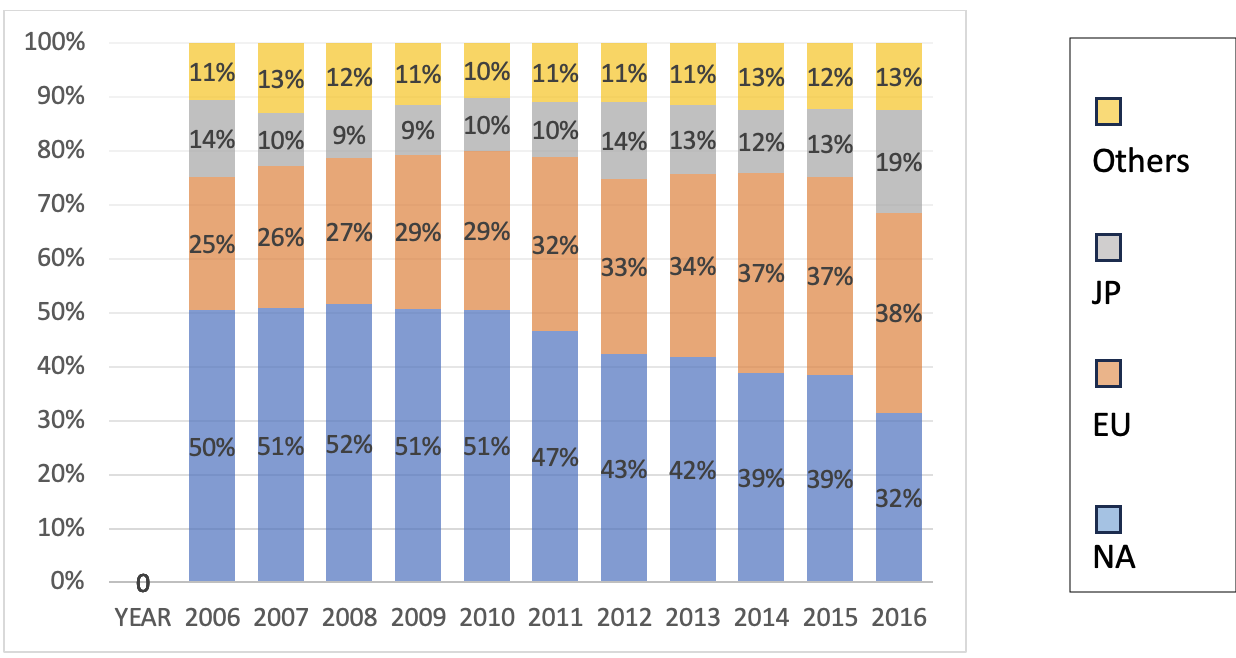 100%
90%
80%
70%
60%
50%
40%
30%
20%
10%
0%
11% 13% 12% 11% 10% 11% 11% 11% 13% 12% 13%
14% 10% 9% 9% 10% 10% 14% 13% 12% 13% 19%
25% 26% 27% 29% 29% 32% 33% 34% 37% 37% 38%
50% 51% 52% 51% 51% 47% 43% 42% 39% 39% 32%
0
YEAR 2006 2007 2008 2009 2010 2011 2012 2013 2014 2015 2016
Others
JP
EU
NA